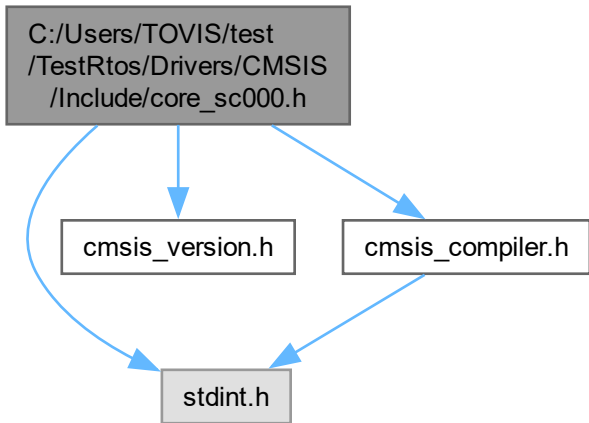 C:/Users/TOVIS/test
/TestRtos/Drivers/CMSIS
/Include/core_sc000.h
cmsis_version.h
cmsis_compiler.h
stdint.h